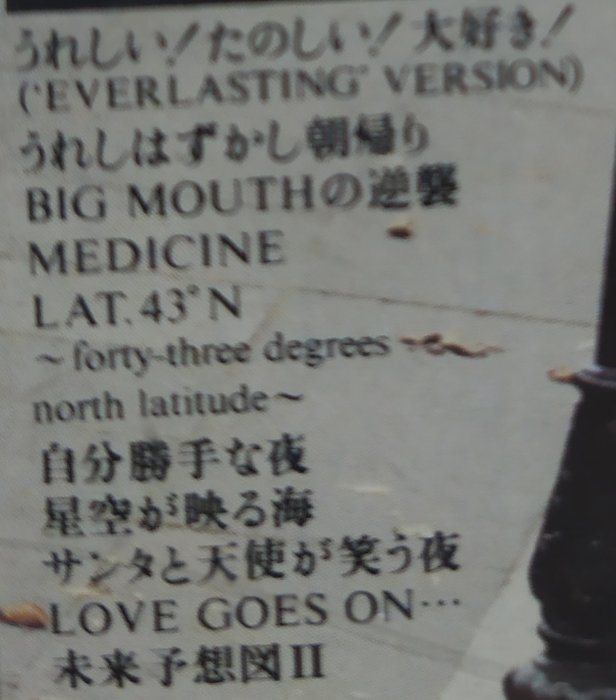 うれしい!たのしい!大好き!
('EVERLASTING' VERSION)
うれしはずかし朝帰り
BIG MOUTHの逆襲
MEDICINE
LAT.43°N
～forty-three degrees
north latitude～
自分勝手な夜
星空が映る海
サンタと天使が笑う夜
LOVE GOES ON…
未来予想図II